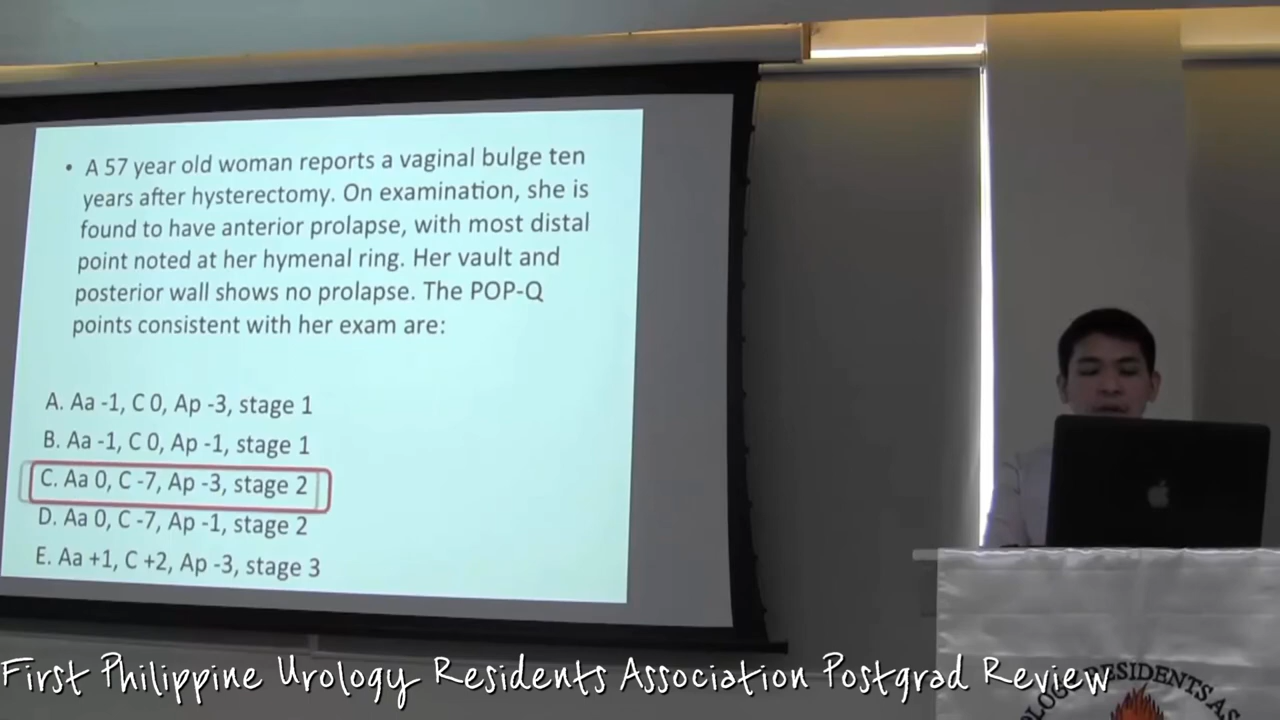 • A 57 year old woman reports a vaginal bulge ten
years after hysterectomy. On examination, she is
found to have anterior prolapse, with most distal
point noted at her hymenal ring. Her vault and
posterior wall shows no prolapse. The POP-Q
points consistent with her exam are:
A. Aa -1, C 0, Ap -3, stage 1
B. Aa -1, C 0, Ap -1, stage 1
C. Aa 0, C -7, Ap -3, stage 2
D. Aa 0, C -7, Ap -1, stage 2
E. Aa +1, C +2, Ap -3, stage 3
First Philippine Urology Residents Association Postgrad Review
RESIDENTS